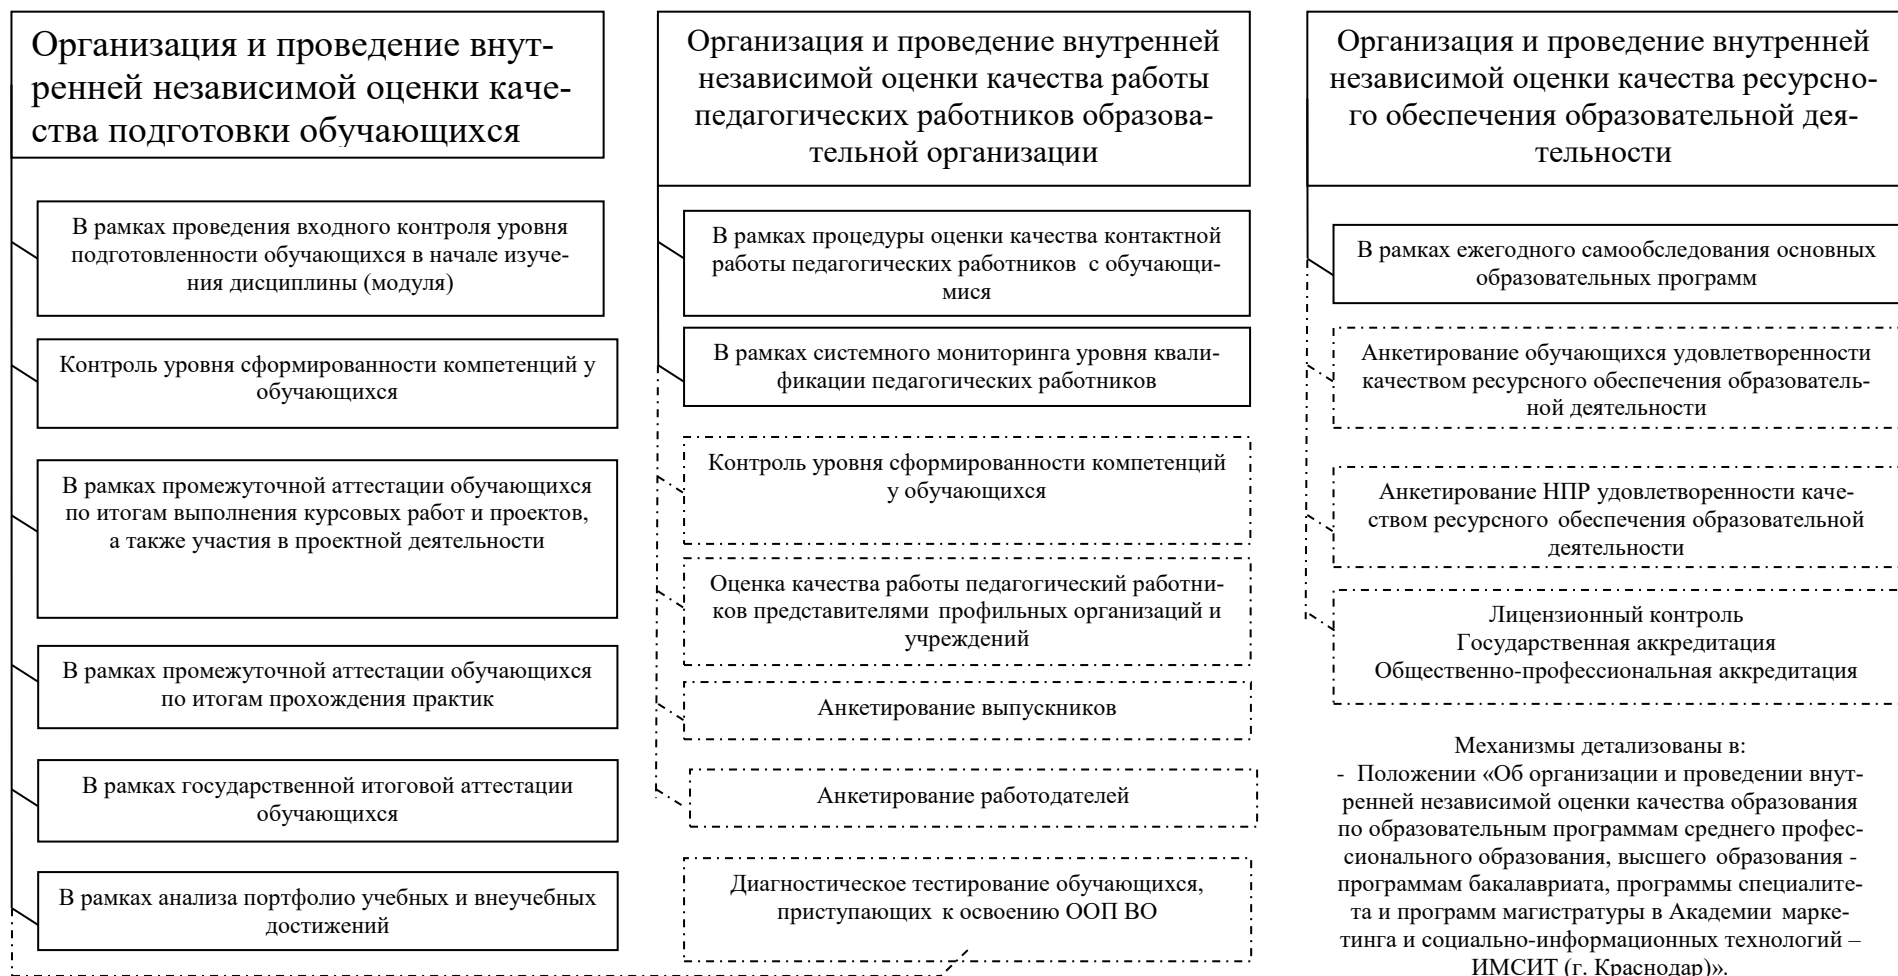 Организация и проведение внут-
ренней независимой оценки каче-
ства подготовки обучающихся
В рамках проведения входного контроля уровня
подготовленности обучающихся в начале изуче-
ния дисциплины (модуля)
Контроль уровня сформированности компетенций у
обучающихся
В рамках промежуточной аттестации обучающихся
по итогам выполнения курсовых работ и проектов,
а также участия в проектной деятельности
В рамках промежуточной аттестации обучающихся
по итогам прохождения практик
В рамках государственной итоговой аттестации
обучающихся
В рамках анализа портфолио учебных и внеучебных
достижений
Организация и проведение внутренней
независимой оценки качества работы
педагогических работников образова-
тельной организации
В рамках процедуры оценки качества контактной
работы педагогических работников с обучающи-
мися
В рамках системного мониторинга уровня квали-
фикации педагогических работников
Контроль уровня сформированности компетенций
у обучающихся
Оценка качества работы педагогический работни-
ков представителями профильных организаций и
учреждений
Анкетирование выпускников
Анкетирование работодателей
Диагностическое тестирование обучающихся,
приступающих к освоению ООП ВО
Организация и проведение внутренней
независимой оценки качества ресурсно-
го обеспечения образовательной дея-
тельности
В рамках ежегодного самообследования основных
образовательных программ
Анкетирование обучающихся удовлетворенности
качеством ресурсного обеспечения образователь-
ной деятельности
Анкетирование НПР удовлетворенности каче-
ством ресурсного обеспечения образовательной
деятельности
Лицензионный контроль
Государственная аккредитация
Общественно-профессиональная аккредитация
Механизмы детализованы в:
- Положении «Об организации и проведении внут-
ренней независимой оценки качества образования
по образовательным программам среднего профес-
сионального образования, высшего образования -
программам бакалавриата, программы специалите-
та и программ магистратуры в Академии марке-
тинга и социально-информационных технологий –
ИМСИТ (г. Краснодар)».